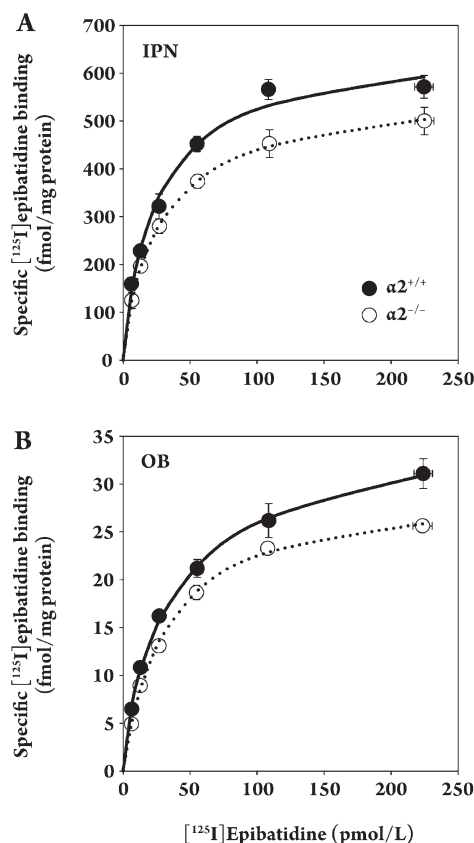 A
IPN
Specific [¹²⁵I]epibatidine binding
(fmol/mg protein)
700
600
500
400
300
200
100
0
α2⁺/⁺
α2⁻/⁻
0 50 100 150 200 250
B
OB
Specific [¹²⁵I]epibatidine binding
(fmol/mg protein)
35
30
25
20
15
10
5
0
0 50 100 150 200 250
[¹²⁵I]Epibatidine (pmol/L)